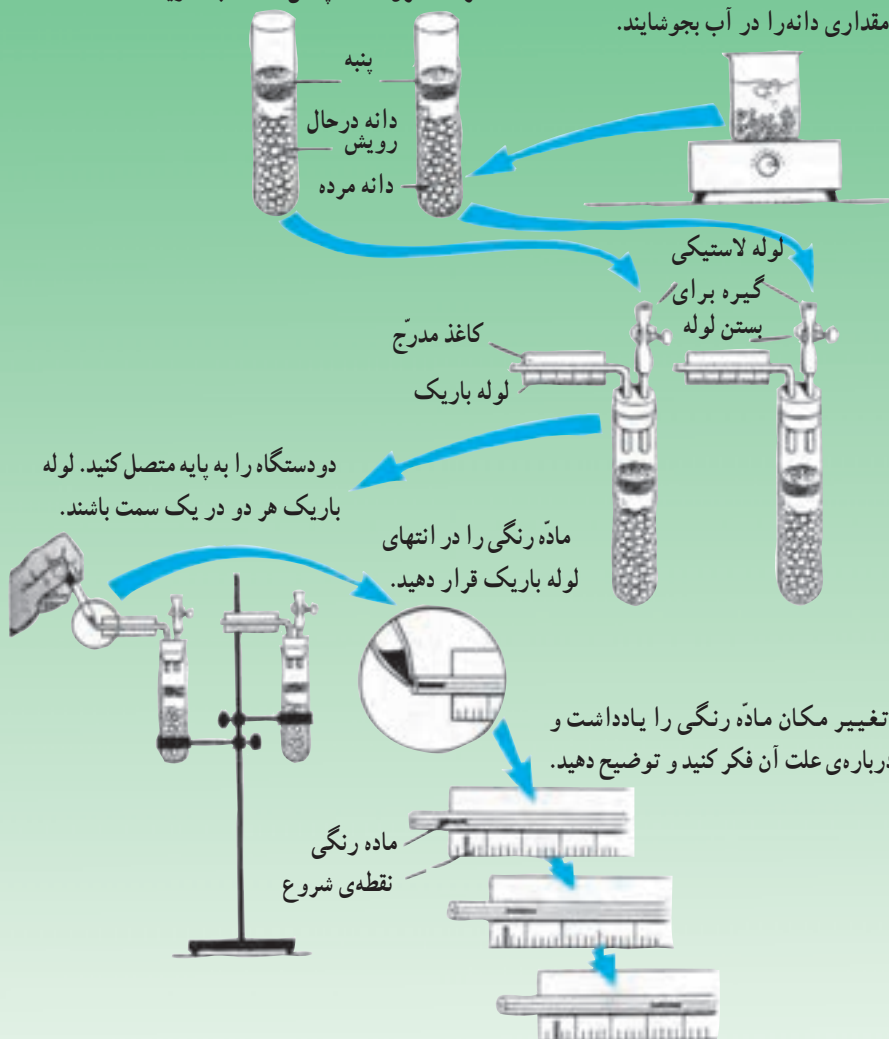 مقداری دانه را در آب بجوشایند.
پنبه
دانه درحال
رویش
دانه مرده
لوله لاستیکی
گیره برای
بستن لوله
کاغذ مدرّج
لوله باریک
دودستگاه را به پایه متصل کنید. لوله
باریک هر دو در یک سمت باشند.
مادّه رنگی را در انتهای
لوله باریک قرار دهید.
تغییر مکان مادّه رنگی را یادداشت و
درباره‌ی علت آن فکر کنید و توضیح دهید.
ماده رنگی
نقطه‌ی شروع